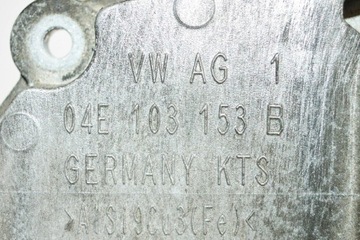 VW AG 1
04E 103 153 B
GERMANY KTS
>AlSi9Cu3(Fe)<